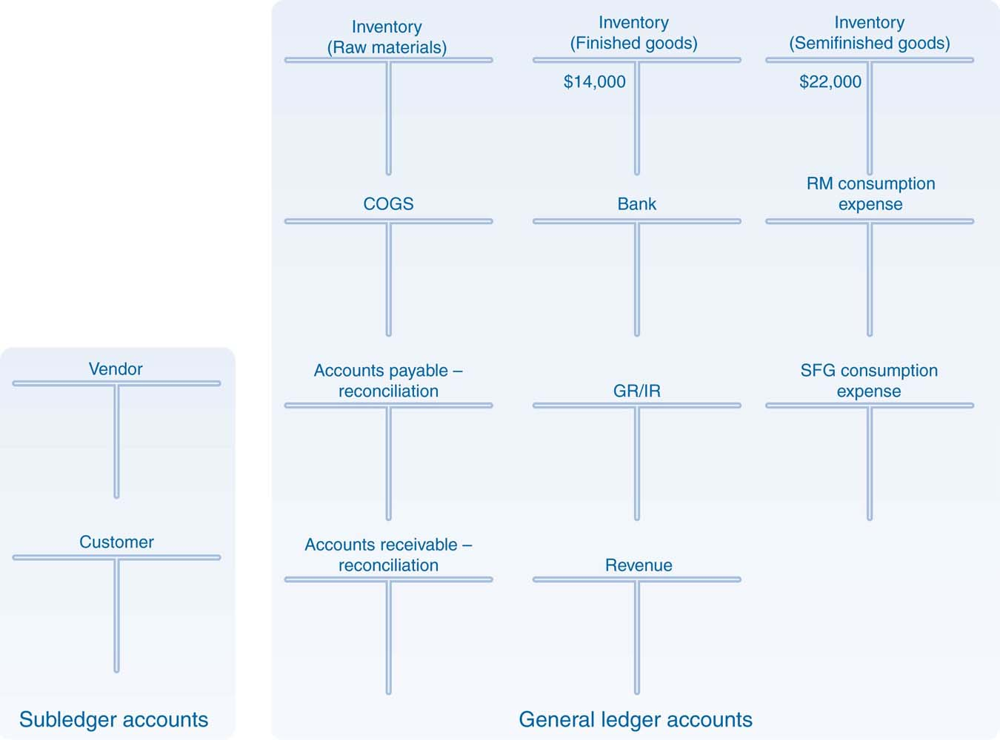 Inventory
(Raw materials)
Inventory
(Finished goods)
Inventory
(Semifinished goods)
$14,000
$22,000
COGS
Bank
RM consumption
expense
Vendor
Accounts payable –
reconciliation
GR/IR
SFG consumption
expense
Customer
Accounts receivable –
reconciliation
Revenue
Subledger accounts
General ledger accounts